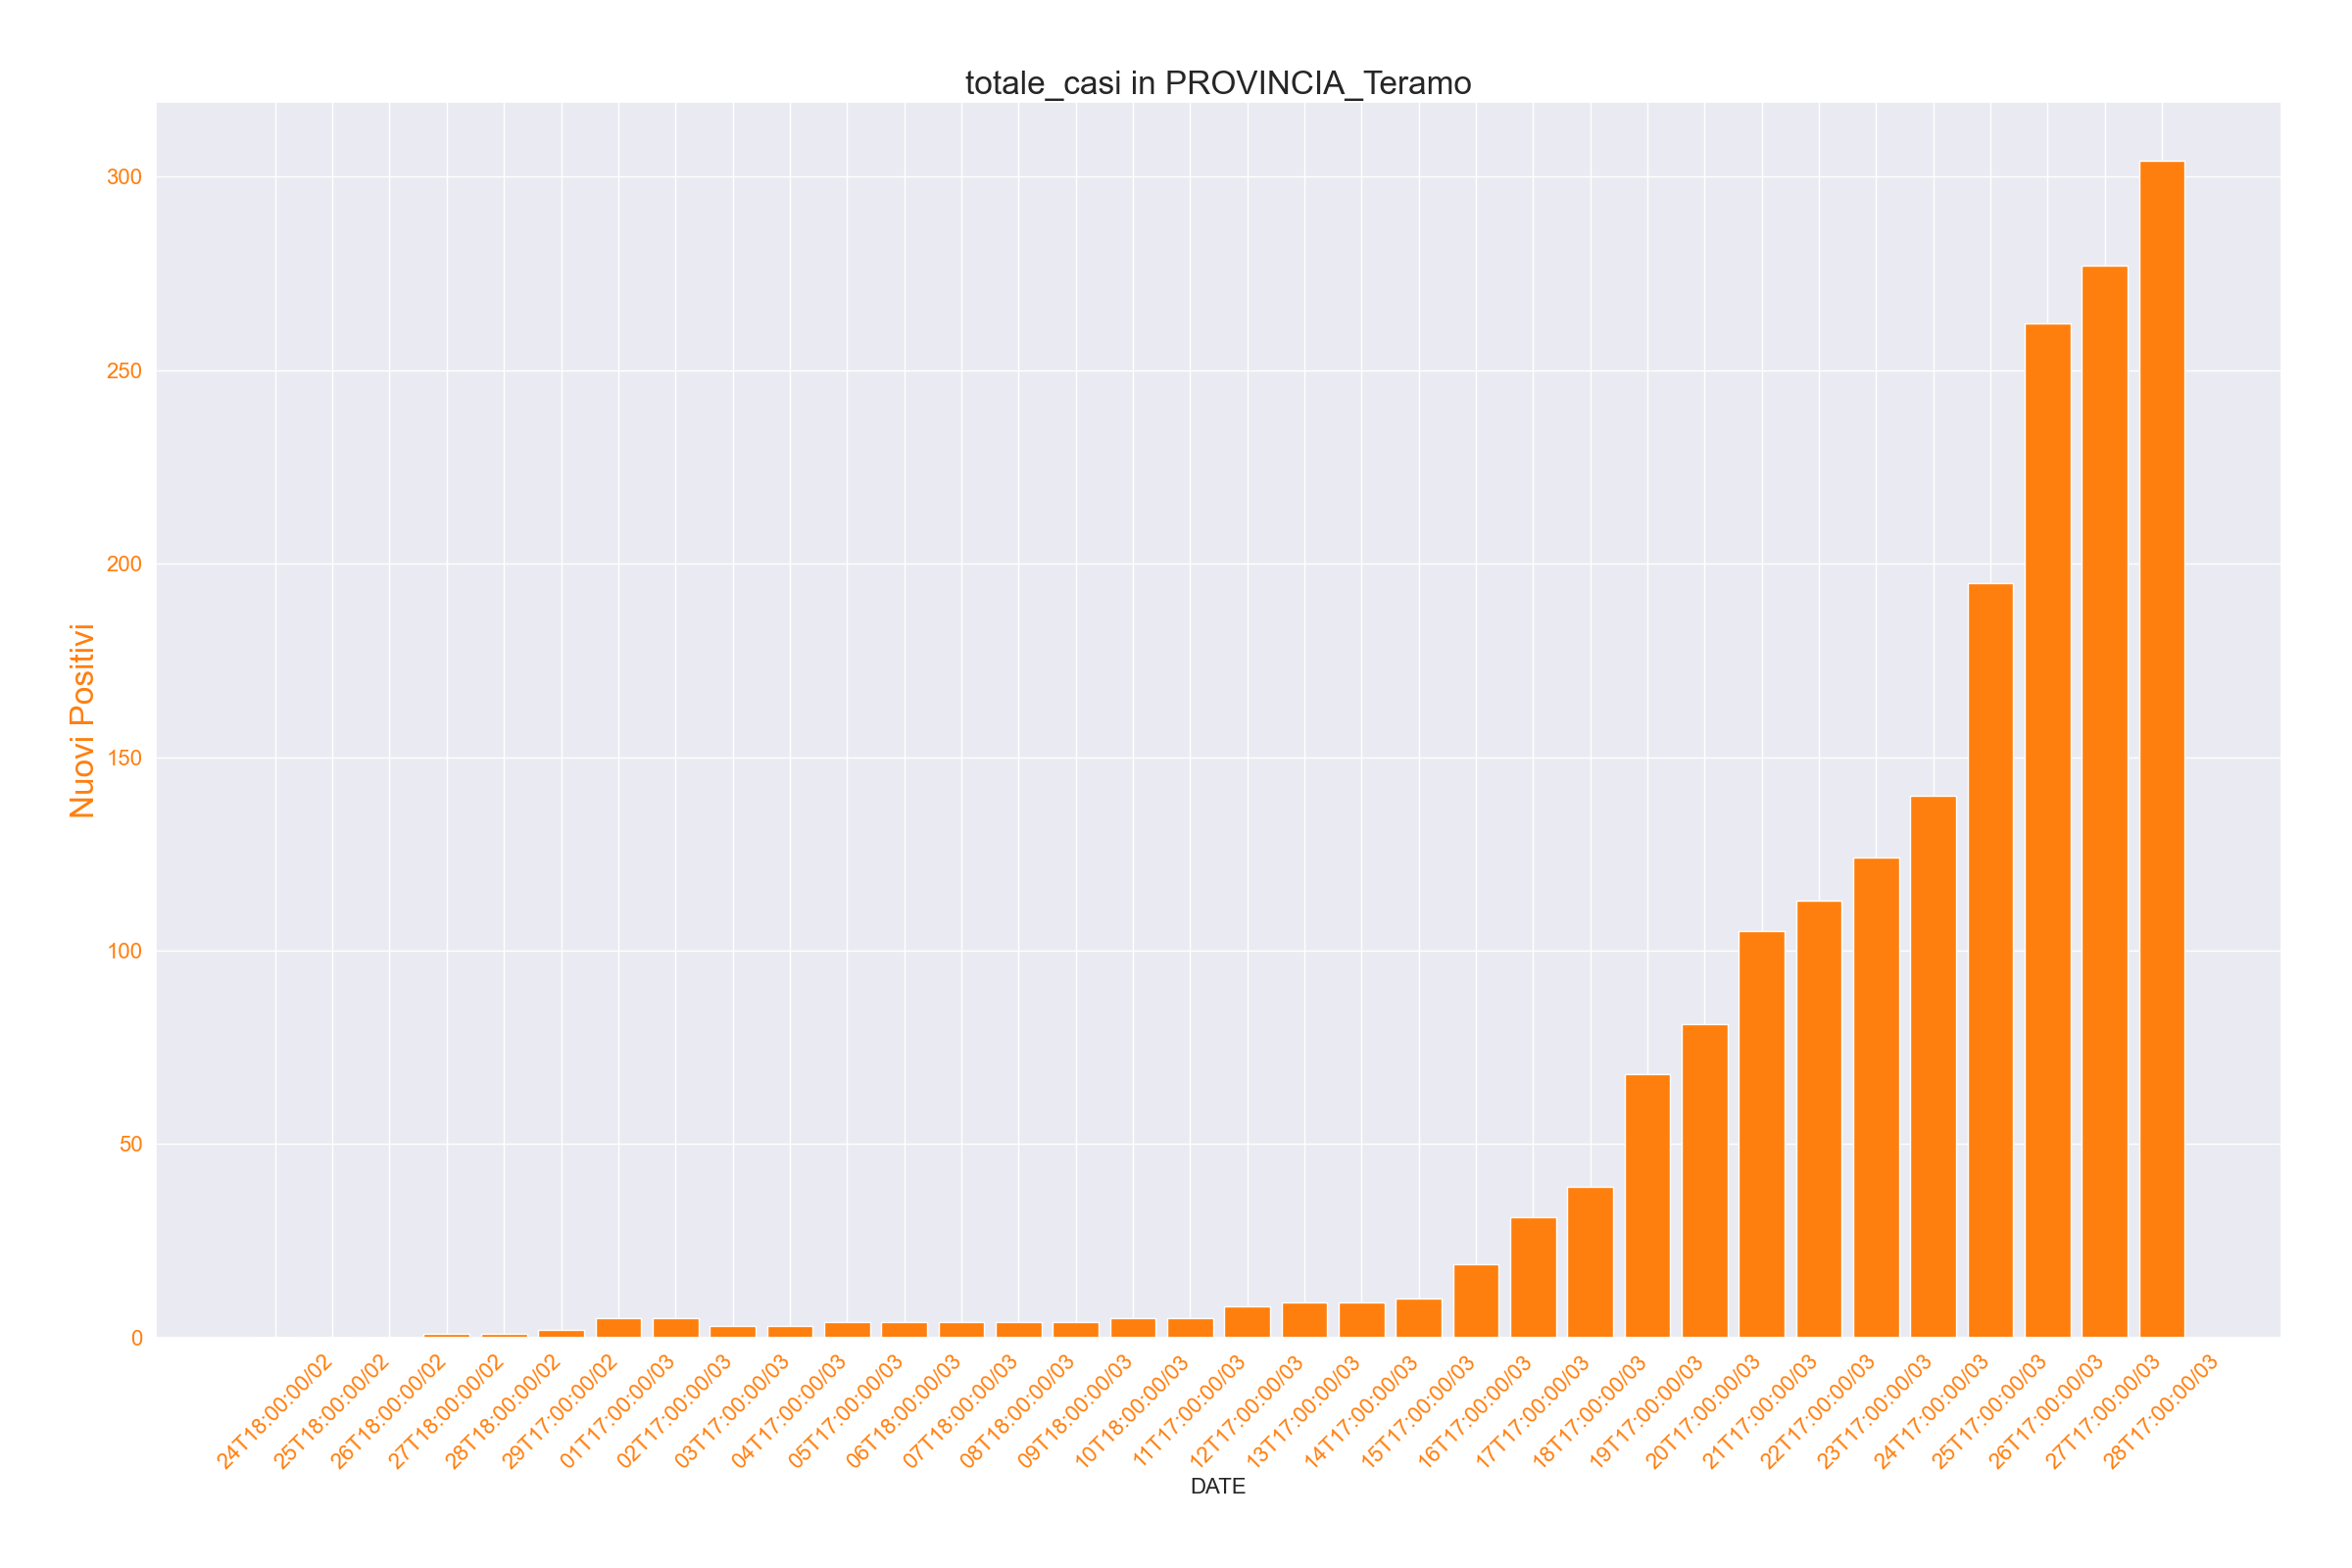 totale_casi in PROVINCIA_Teramo
Nuovi Positivi
300
250
200
150
100
50
0
24T18:00:00/02
25T18:00:00/02
26T18:00:00/02
27T18:00:00/02
28T18:00:00/02
29T17:00:00/02
01T17:00:00/03
02T17:00:00/03
03T17:00:00/03
04T17:00:00/03
05T17:00:00/03
06T18:00:00/03
07T18:00:00/03
08T18:00:00/03
09T18:00:00/03
10T18:00:00/03
11T17:00:00/03
12T17:00:00/03
13T17:00:00/03
14T17:00:00/03
15T17:00:00/03
16T17:00:00/03
17T17:00:00/03
18T17:00:00/03
19T17:00:00/03
20T17:00:00/03
21T17:00:00/03
22T17:00:00/03
23T17:00:00/03
24T17:00:00/03
25T17:00:00/03
26T17:00:00/03
27T17:00:00/03
28T17:00:00/03
DATE